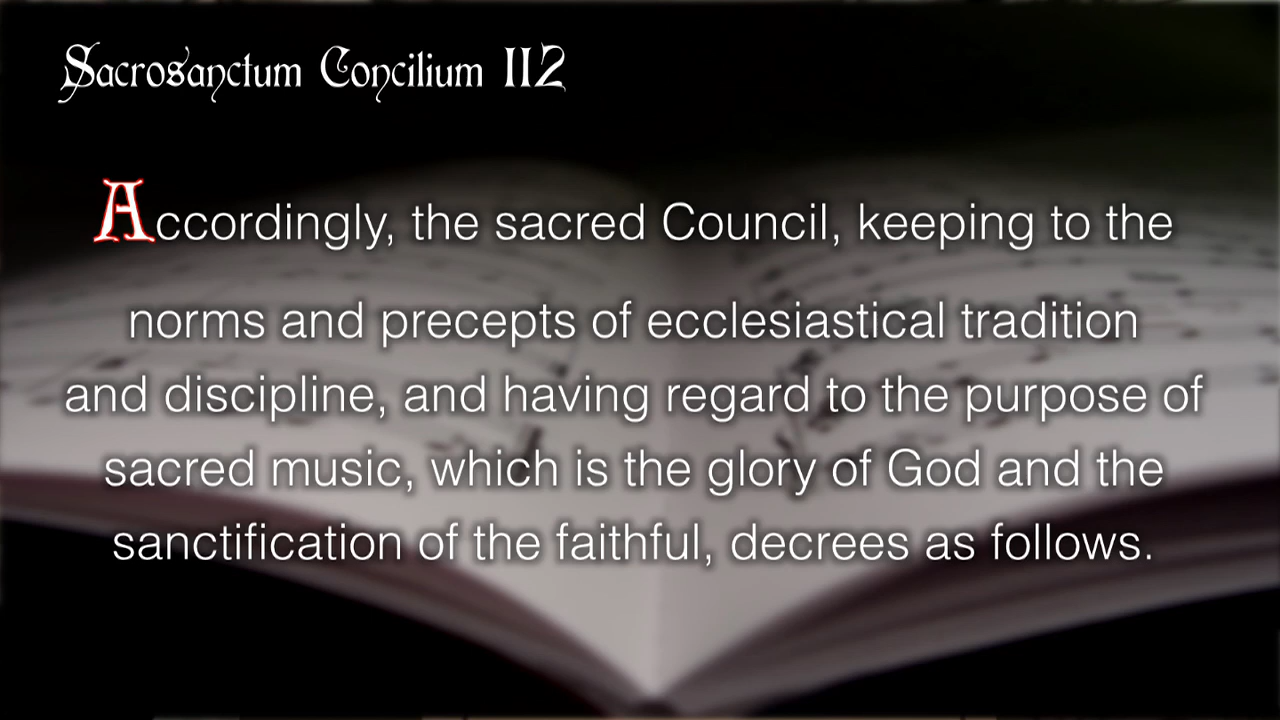 Sacrosanctum Concilium 112
Accordingly, the sacred Council, keeping to the
norms and precepts of ecclesiastical tradition
and discipline, and having regard to the purpose of
sacred music, which is the glory of God and the
sanctification of the faithful, decrees as follows.